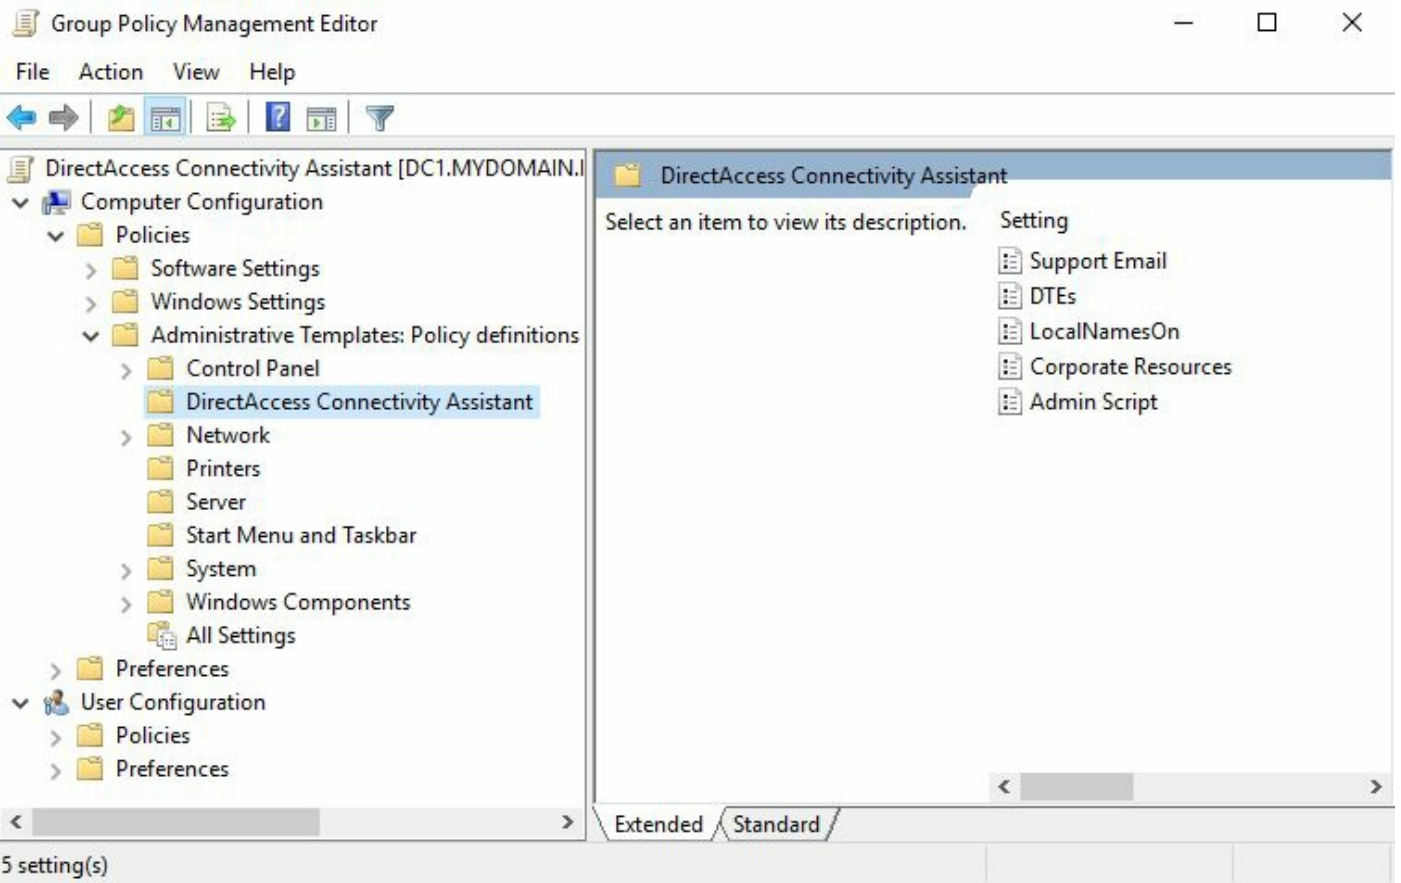 Group Policy Management Editor
File Action View Help
DirectAccess Connectivity Assistant [DC1.MYDOMAIN.I
Computer Configuration
Policies
Software Settings
Windows Settings
Administrative Templates: Policy definitions
Control Panel
DirectAccess Connectivity Assistant
Network
Printers
Server
Start Menu and Taskbar
System
Windows Components
All Settings
Preferences
User Configuration
Policies
Preferences
DirectAccess Connectivity Assistant
Select an item to view its description.
Setting
Support Email
DTEs
LocalNamesOn
Corporate Resources
Admin Script
Extended Standard
5 setting(s)